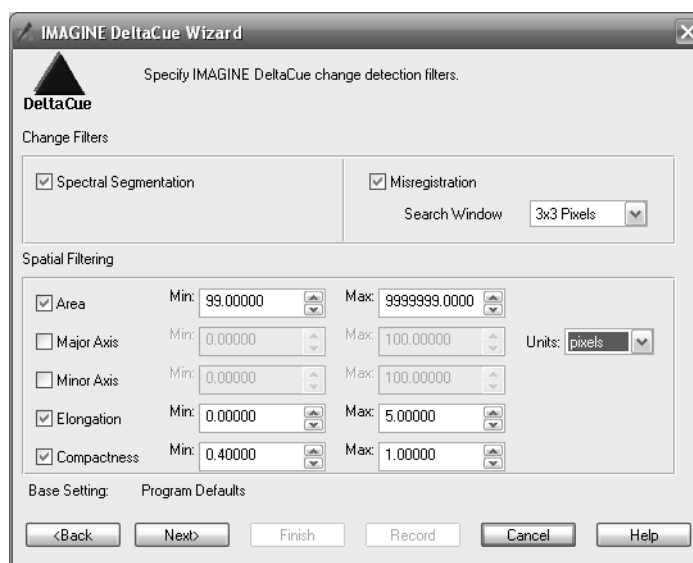 IMAGINE DeltaCue Wizard
Specify IMAGINE DeltaCue change detection filters.
DeltaCue
Change Filters
Spectral Segmentation
Misregistration
Search Window 3x3 Pixels
Spatial Filtering
Area Min: 99.00000 Max: 9999999.0000
Major Axis Min: 0.00000 Max: 100.00000 Units: pixels
Minor Axis Min: 0.00000 Max: 100.00000
Elongation Min: 0.00000 Max: 5.00000
Compactness Min: 0.40000 Max: 1.00000
Base Setting: Program Defaults
<Back Next> Finish Record Cancel Help